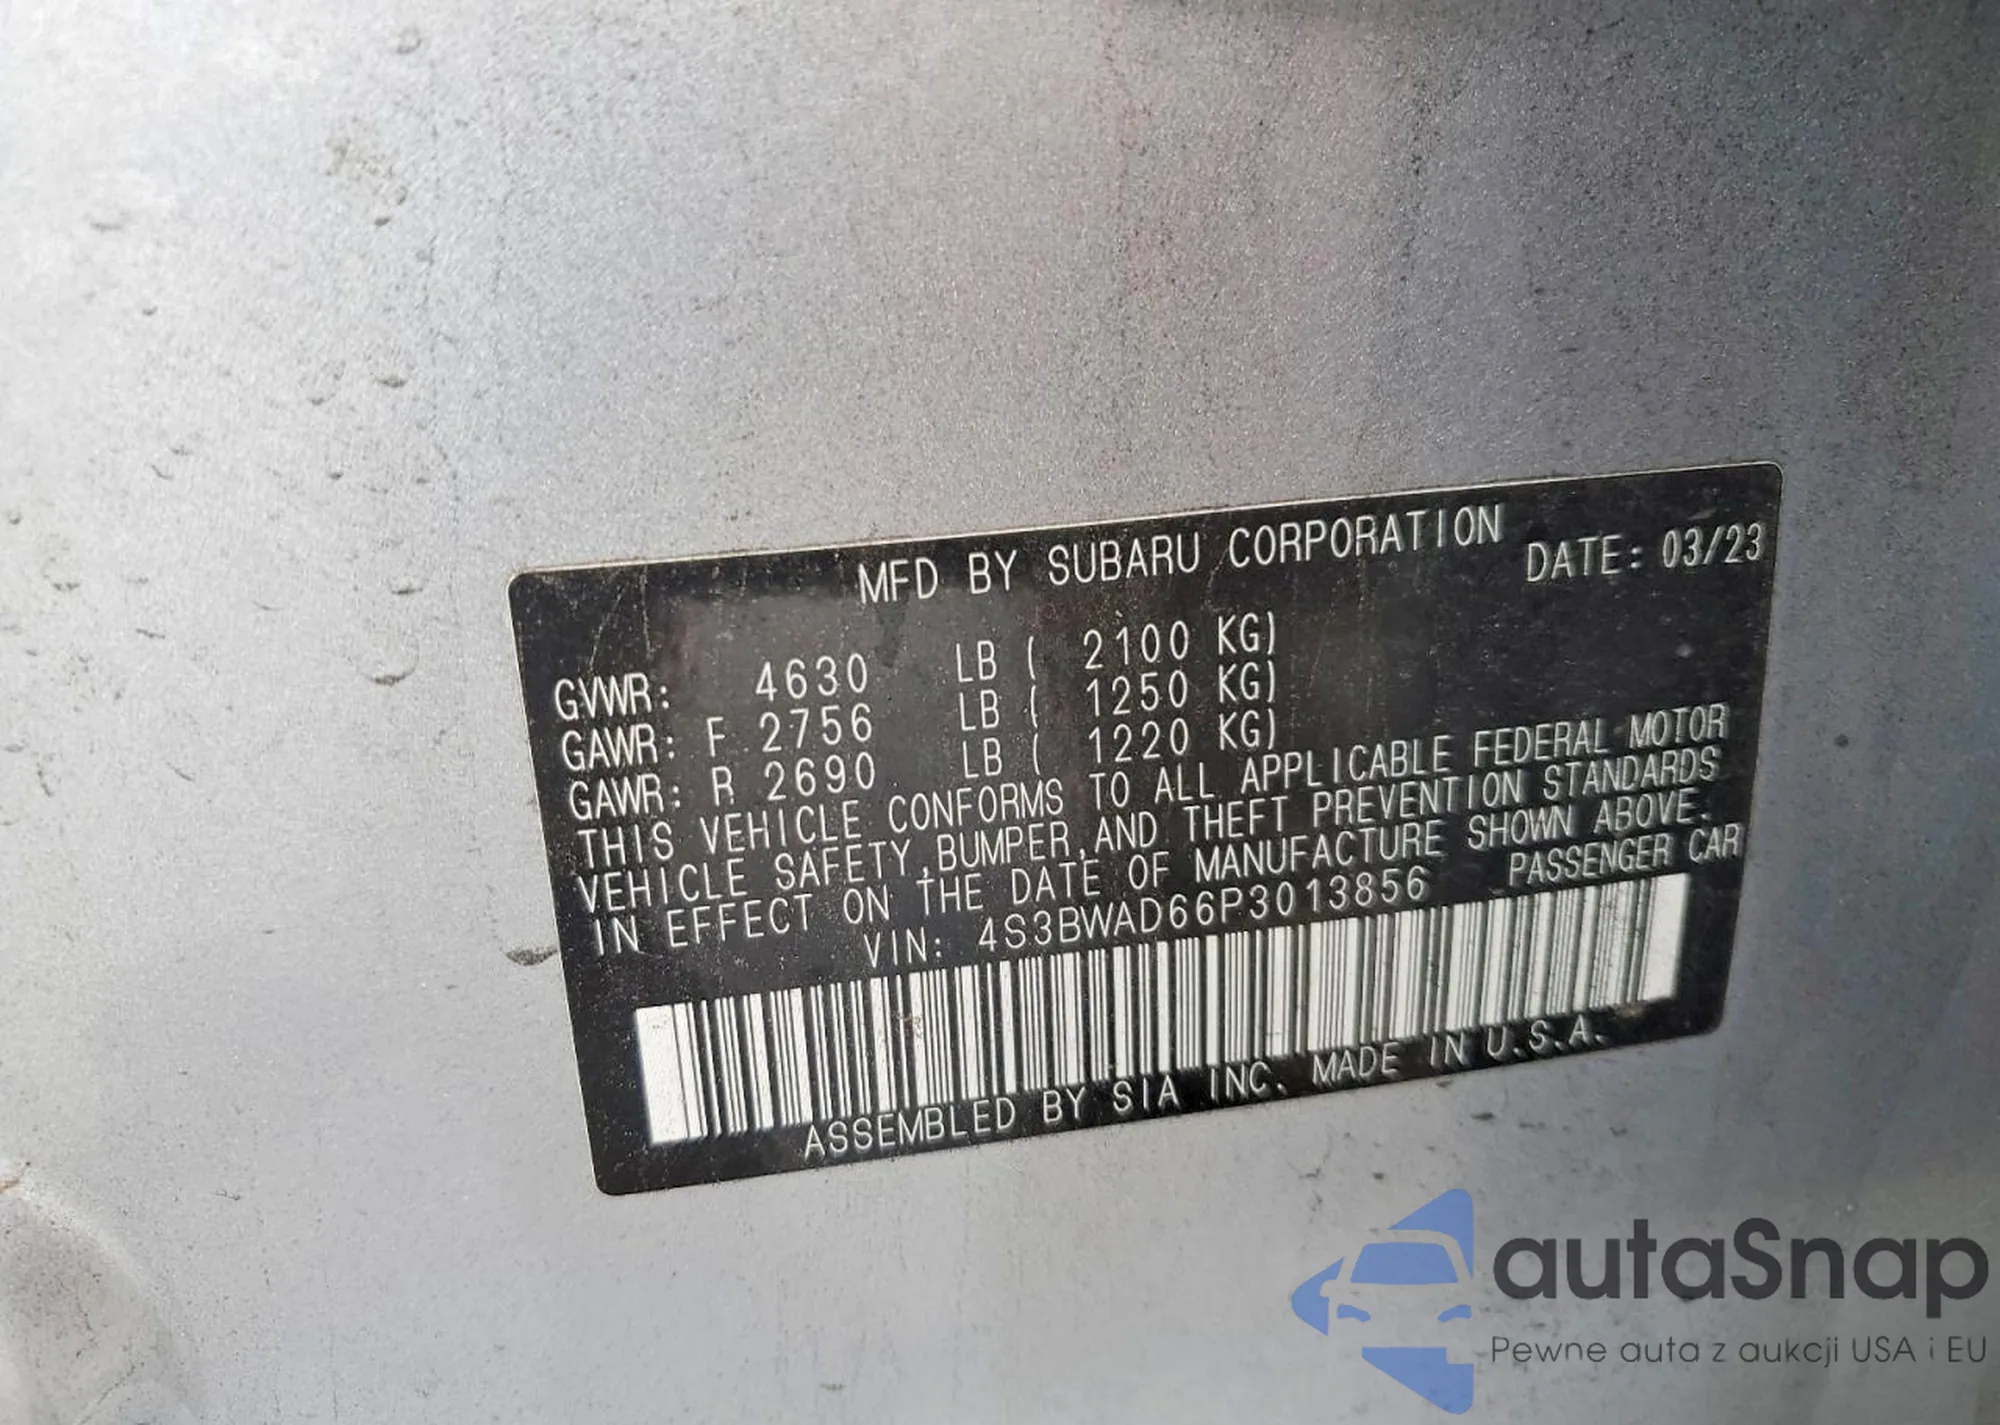 MFD BY SUBARU CORPORATION DATE: 03/23
GVWR: 4630 LB ( 2100 KG)
GAWR: F 2756 LB ( 1250 KG)
GAWR: R 2690 LB ( 1220 KG)
THIS VEHICLE CONFORMS TO ALL APPLICABLE FEDERAL MOTOR
VEHICLE SAFETY,BUMPER,AND THEFT PREVENTION STANDARDS
IN EFFECT ON THE DATE OF MANUFACTURE SHOWN ABOVE.
VIN: 4S3BWAD66P3013856 PASSENGER CAR
ASSEMBLED BY SIA INC. MADE IN U.S.A.
autaSnap
Pewne auta z aukcji USA i EU